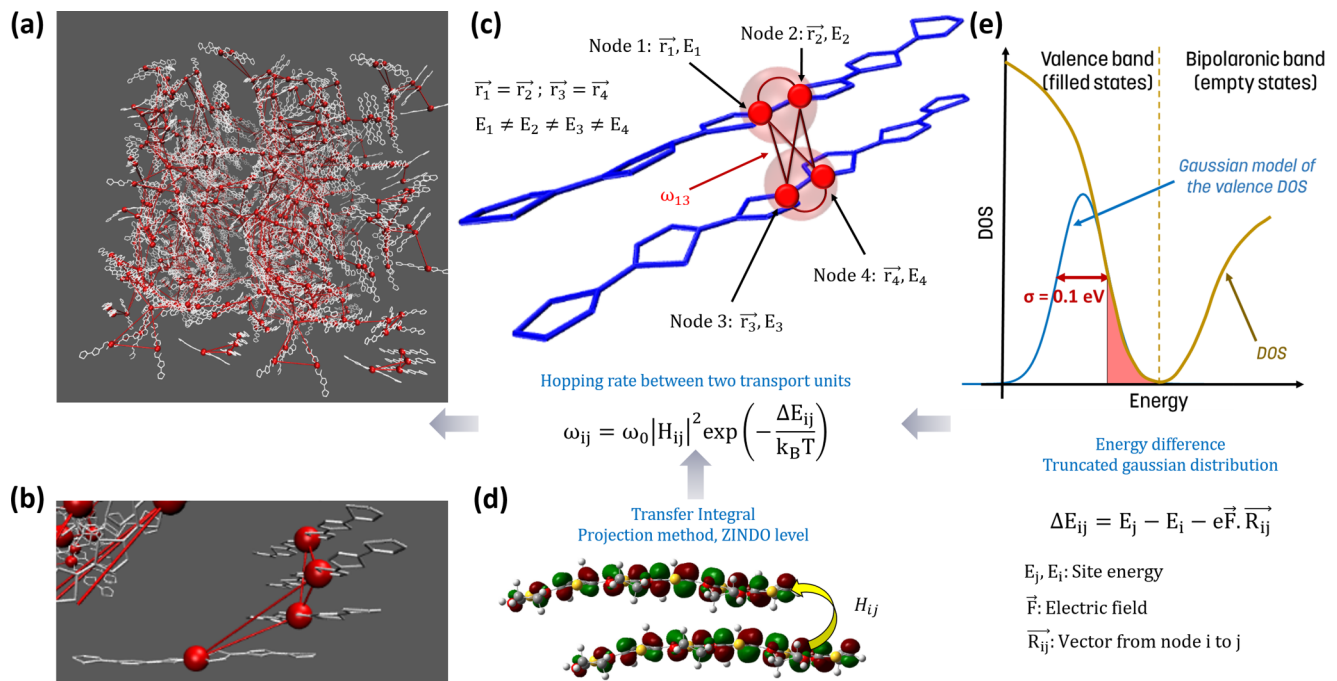 (a)
(b)
(c)
Node 1: r₁⃗, E₁
Node 2: r₂⃗, E₂
r₁⃗ = r₂⃗ ; r₃⃗ = r₄⃗
E₁ ≠ E₂ ≠ E₃ ≠ E₄
ω₁₃
Node 4: r₄⃗, E₄
Node 3: r₃⃗, E₃
Hopping rate between two transport units
ωᵢⱼ = ω₀|Hᵢⱼ|² exp(−ΔEᵢⱼ/k_BT)
(d)
Transfer Integral
Projection method, ZINDO level
Hᵢⱼ
(e)
Valence band
(filled states)
Bipolaronic band
(empty states)
Gaussian model of
the valence DOS
DOS
σ = 0.1 eV
DOS
Energy
Energy difference
Truncated gaussian distribution
ΔEᵢⱼ = Eⱼ − Eᵢ − eF⃗.Rᵢⱼ⃗
Eⱼ, Eᵢ: Site energy
F⃗: Electric field
Rᵢⱼ⃗: Vector from node i to j